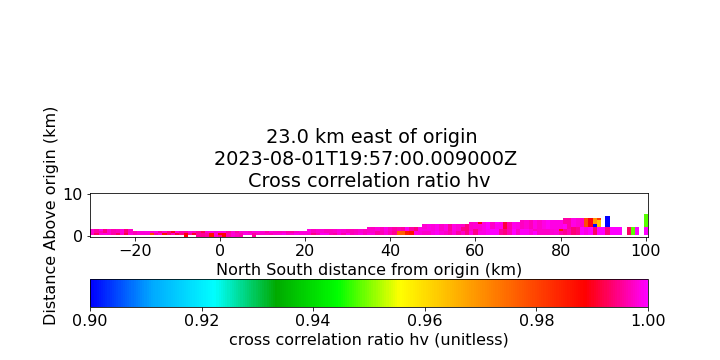 23.0 km east of origin
2023-08-01T19:57:00.009000Z
Cross correlation ratio hv
Distance Above origin (km)
10
0
−20 0 20 40 60 80 100
North South distance from origin (km)
0.90 0.92 0.94 0.96 0.98 1.00
cross correlation ratio hv (unitless)